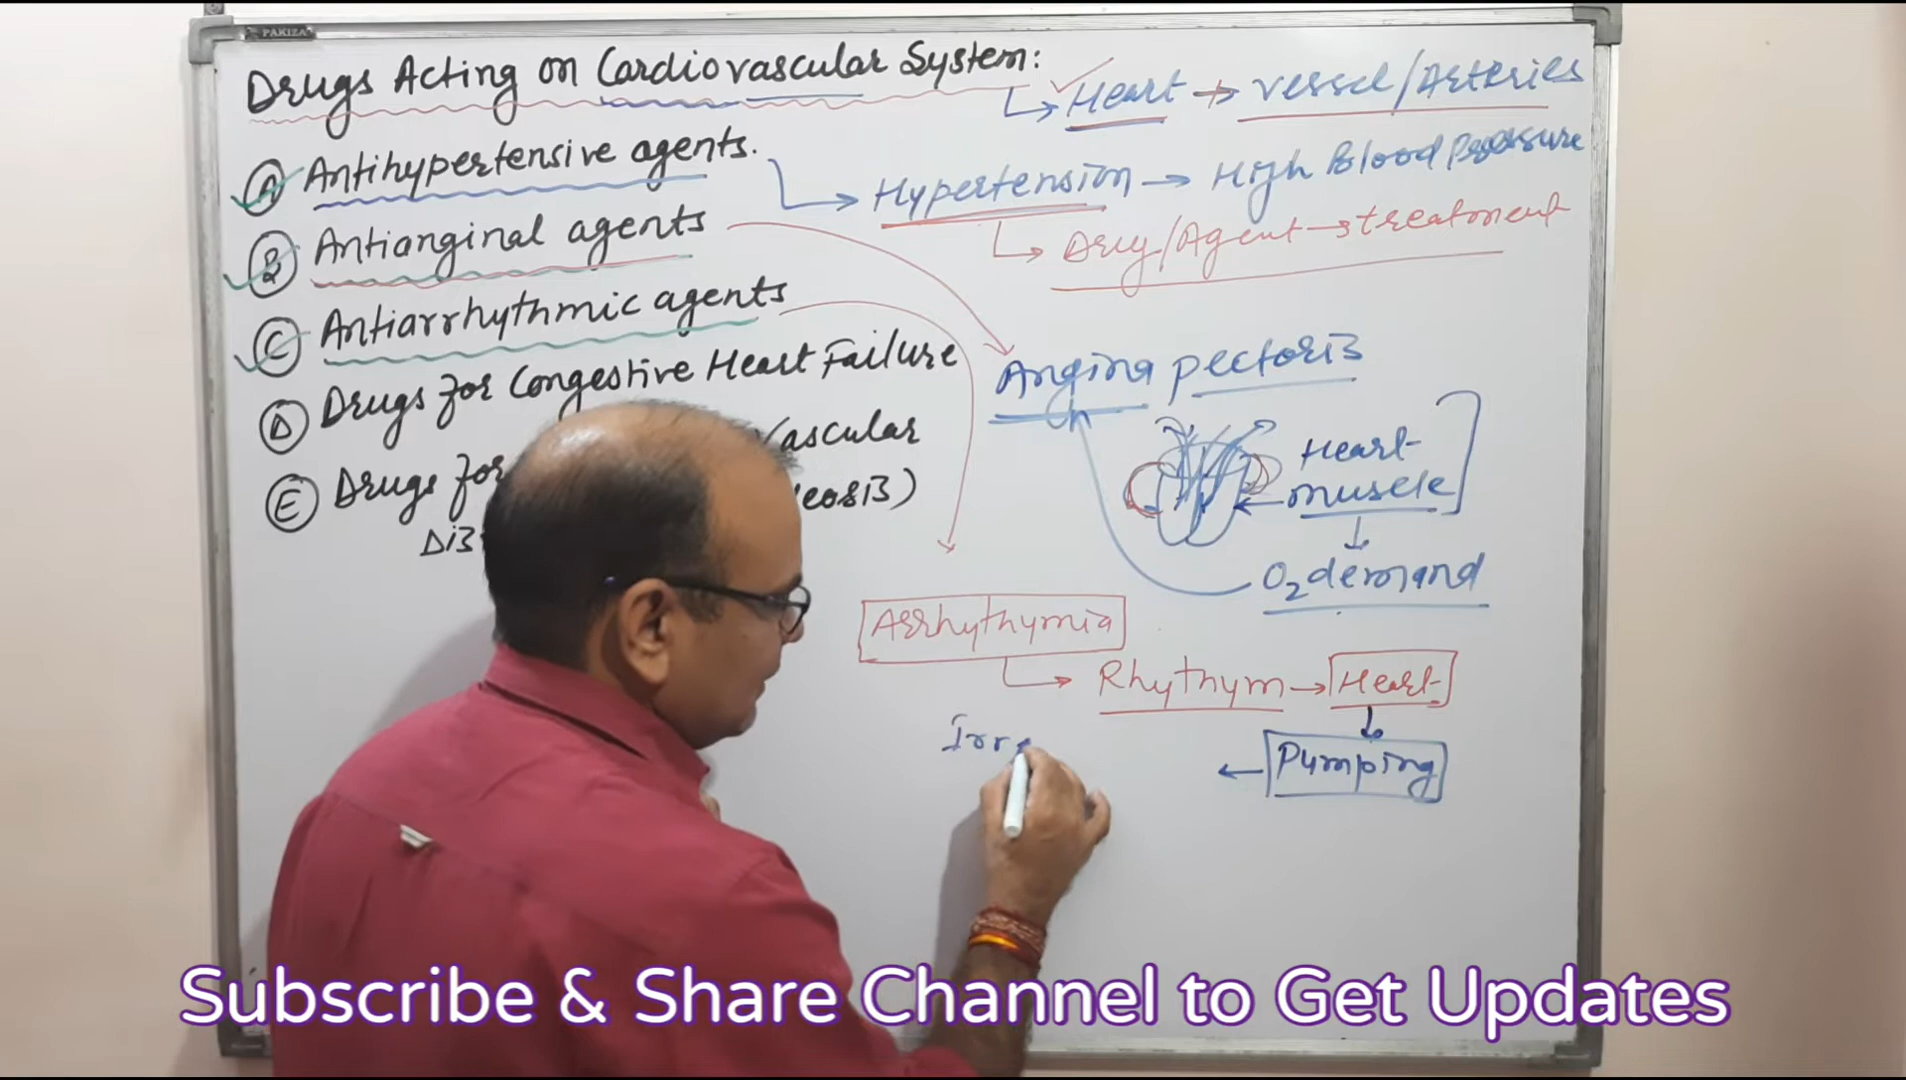 PAKIZA
Drugs Acting on Cardiovascular System:
Heart → vessel/Arteries
A Antihypertensive agents.
Hypertension → High Blood Pressure
Drug/Agent → treatment
B Antianginal agents
C Antiarrhythmic agents
D Drugs for Congestive Heart Failure
E Drugs for Vascular
Angina pectoris
Heart
muscle
O2 demand
Arrhythymia
Rhythym → Heart
Irr
Pumping
Subscribe & Share Channel to Get Updates